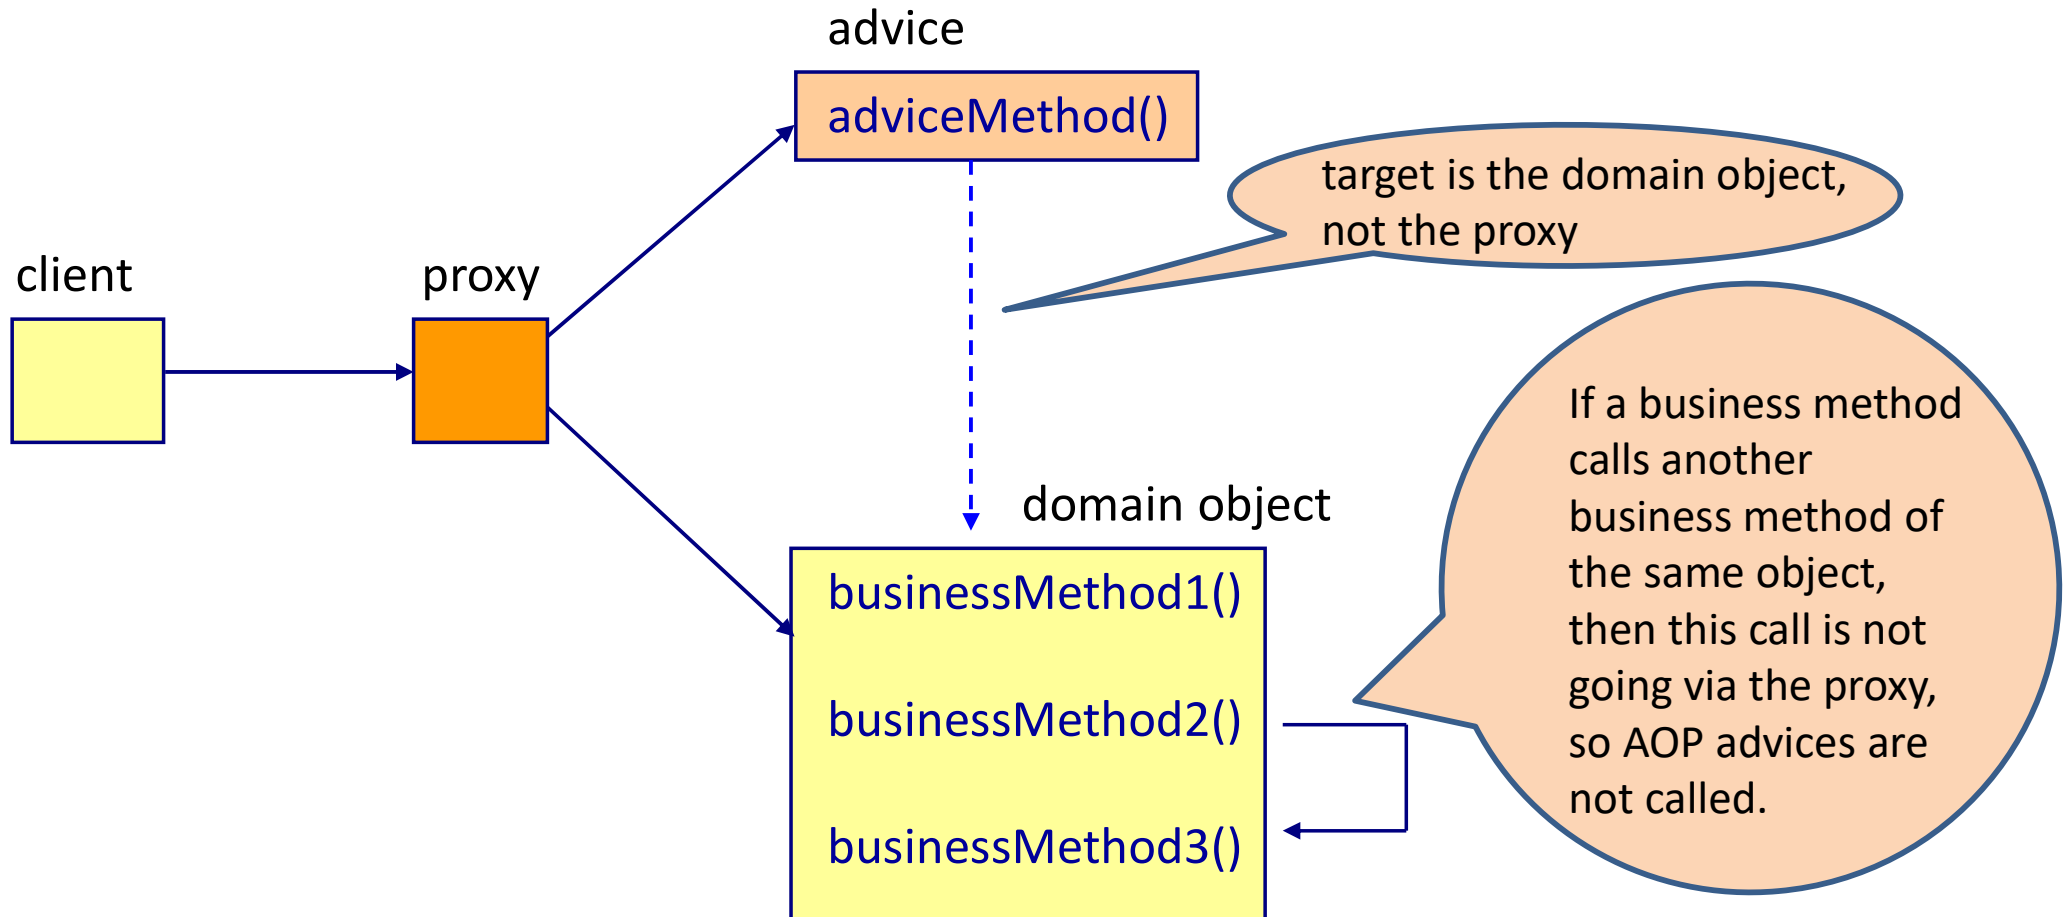 advice
adviceMethod()
target is the domain object,
not the proxy
client
proxy
If a business method
calls another
business method of
the same object,
then this call is not
going via the proxy,
so AOP advices are
not called.
domain object
businessMethod1()
businessMethod2()
businessMethod3()